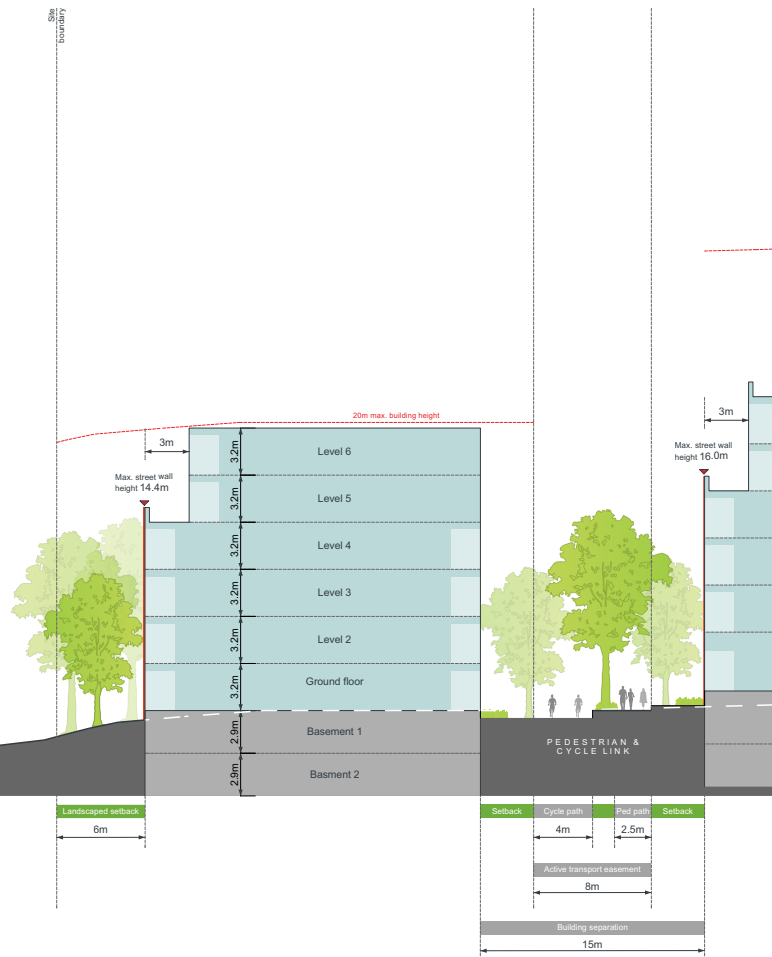 Site
boundary
20m max. building height
3m
3m
Max. street wall
height 14.4m
Max. street wall
height 16.0m
3.2m
Level 6
3.2m
Level 5
3.2m
Level 4
3.2m
Level 3
3.2m
Level 2
3.2m
Ground floor
2.9m
Basement 1
2.9m
Basment 2
PEDESTRIAN &
CYCLE LINK
Landscaped setback
6m
Setback
Cycle path
Ped path
Setback
4m
2.5m
Active transport easement
8m
Building separation
15m